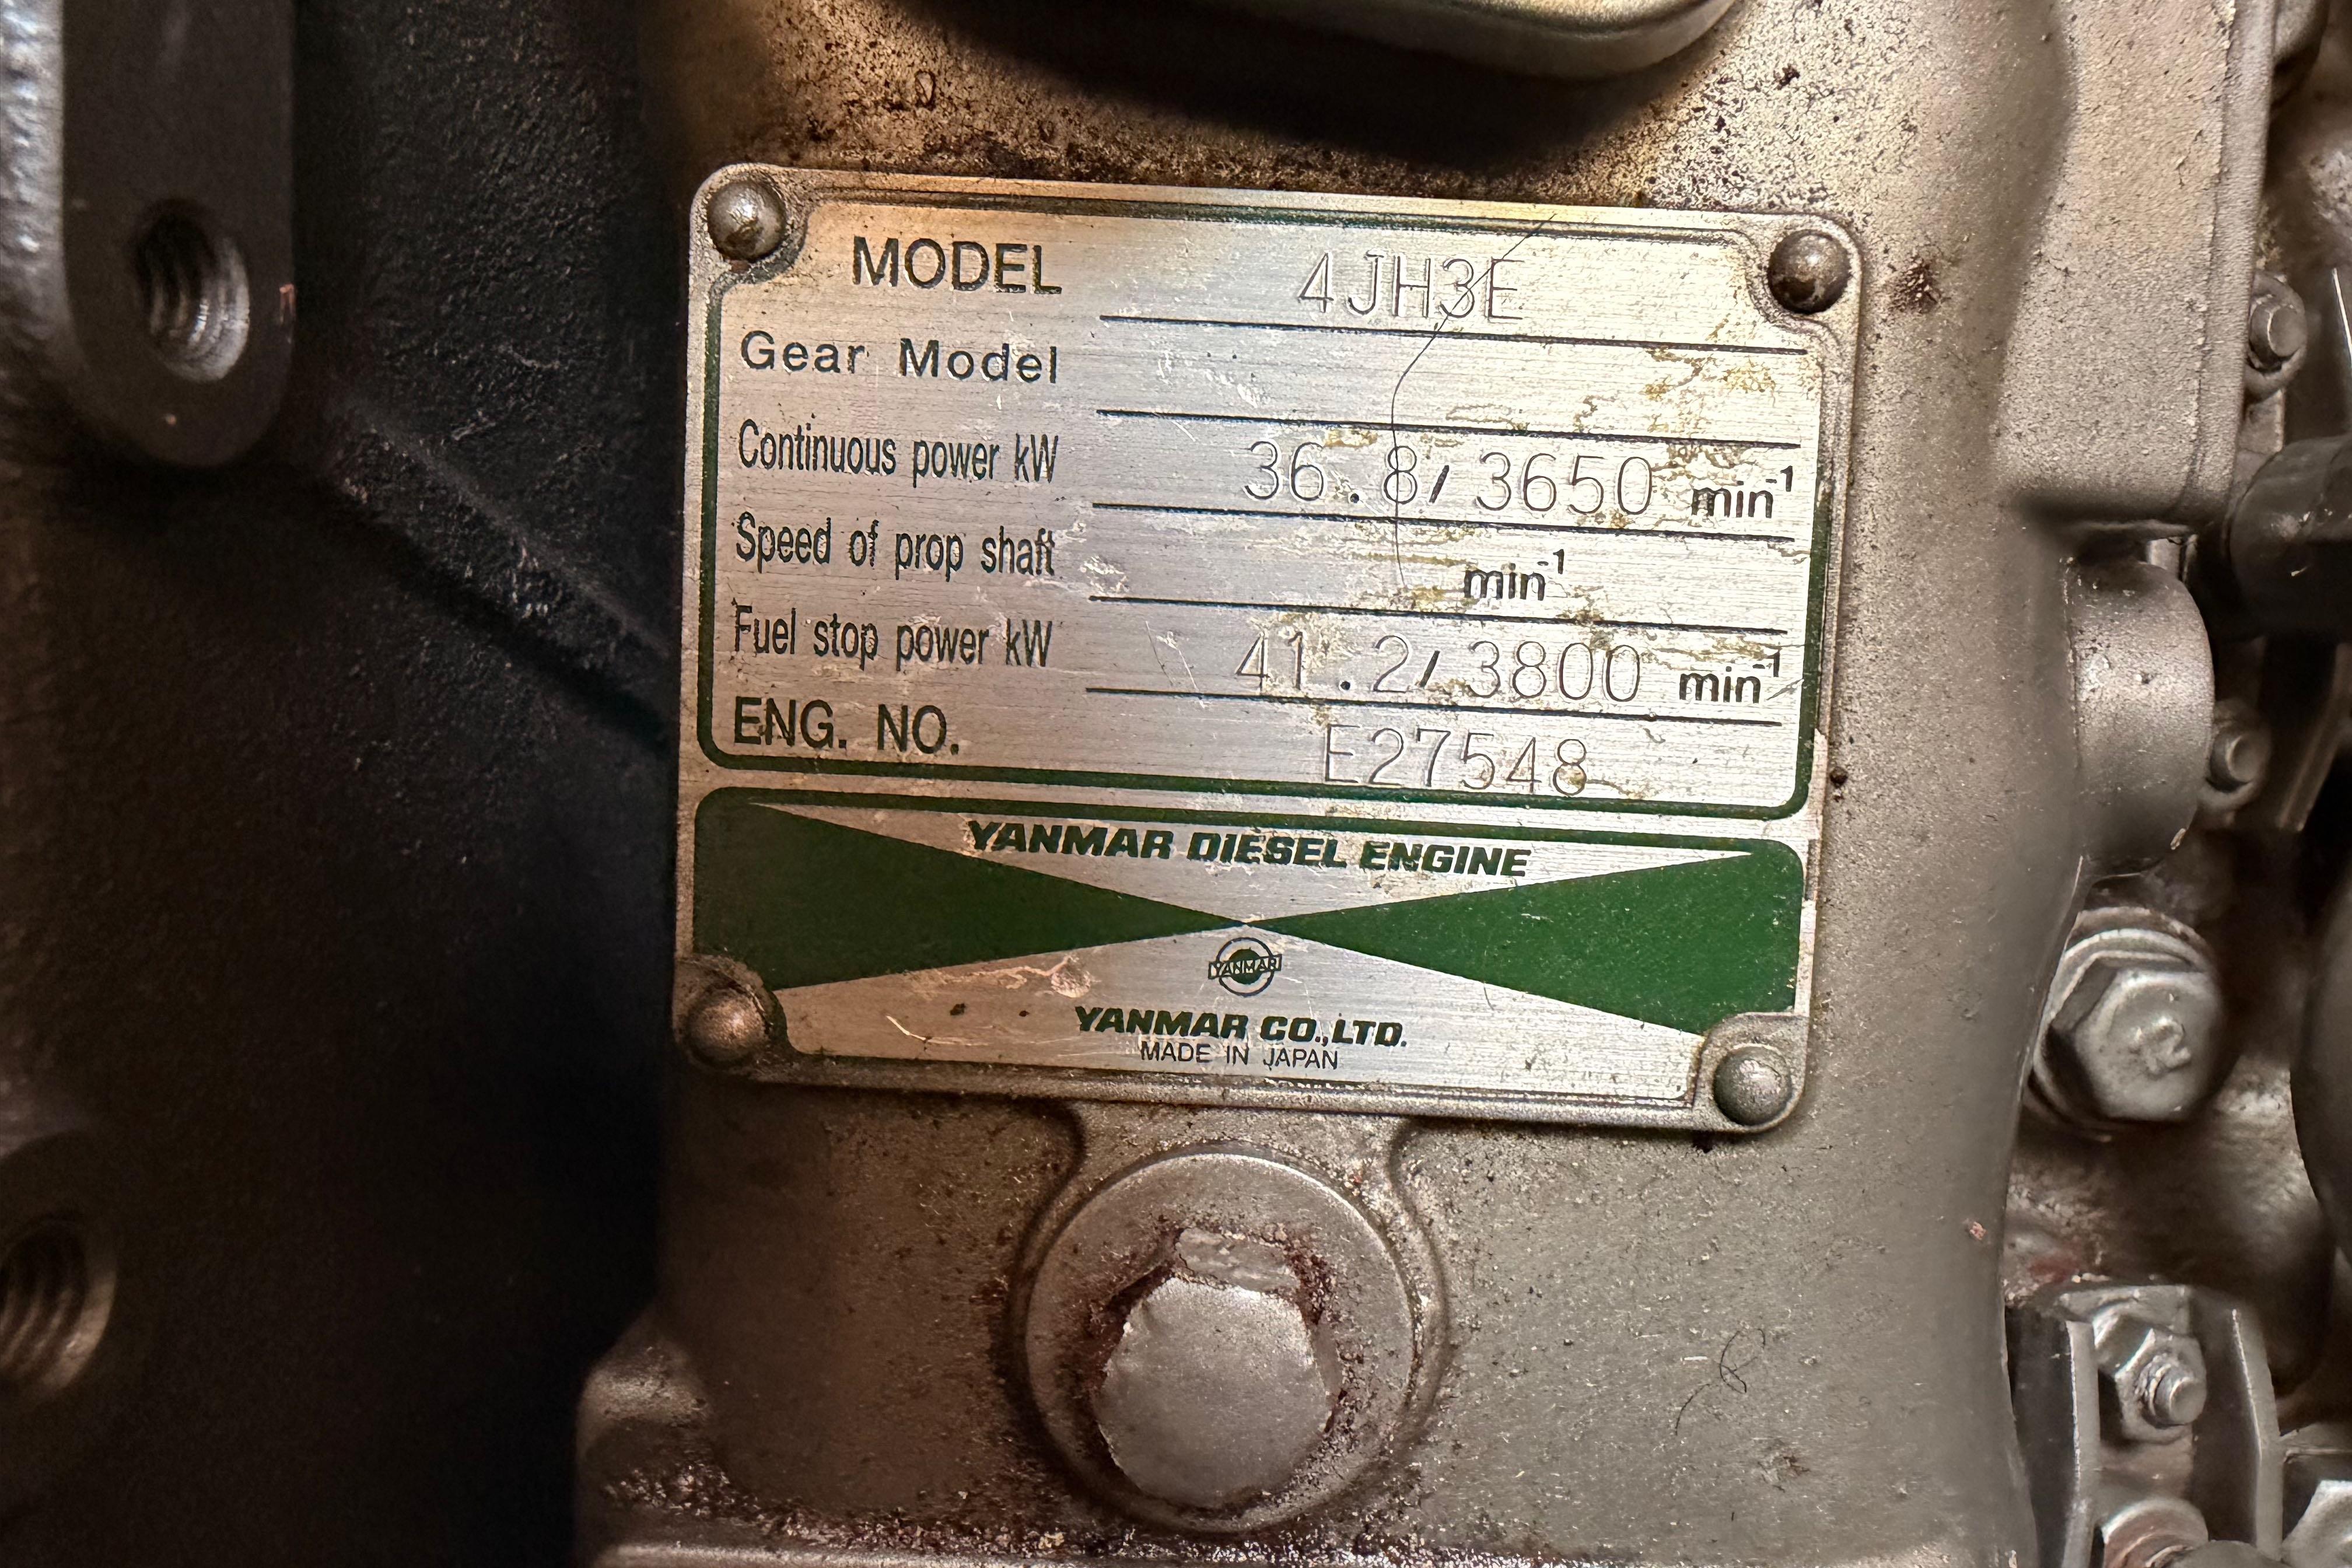 MODEL 4JH3E
Gear Model
Continuous power kW 36.8/3650 min-1
Speed of prop shaft min-1
Fuel stop power kW 41.2/3800 min-1
ENG. NO. E27548
YANMAR DIESEL ENGINE
YANMAR
YANMAR CO.,LTD.
MADE IN JAPAN